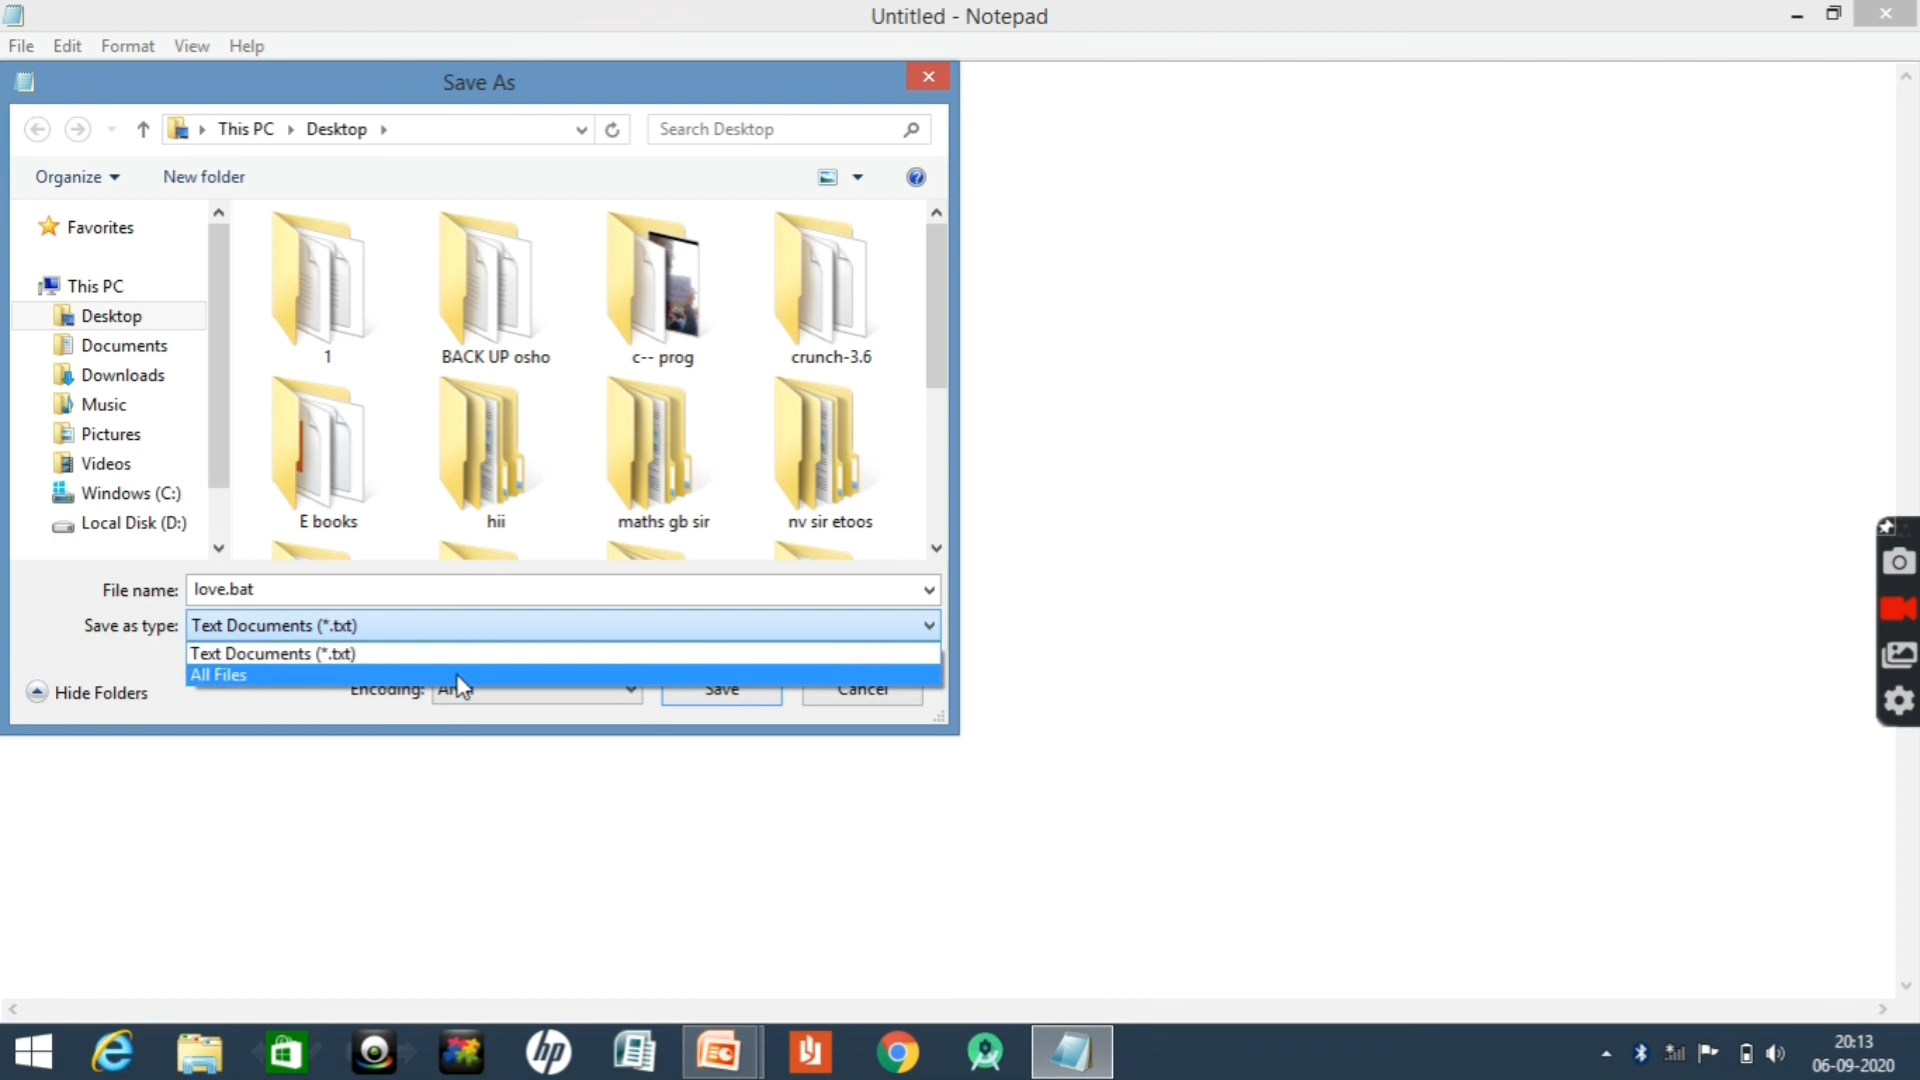 Untitled - Notepad
File Edit Format View Help
Save As
This PC Desktop
Search Desktop
Organize New folder
Favorites
This PC
Desktop
Documents
Downloads
Music
Pictures
Videos
Windows (C:)
Local Disk (D:)
1 BACK UP osho c-- prog crunch-3.6
E books hii maths gb sir nv sir etoos
File name: love.bat
Save as type: Text Documents (*.txt)
Text Documents (*.txt)
All Files
Hide Folders Encoding: Save Cancel
hp
20:13
06-09-2020